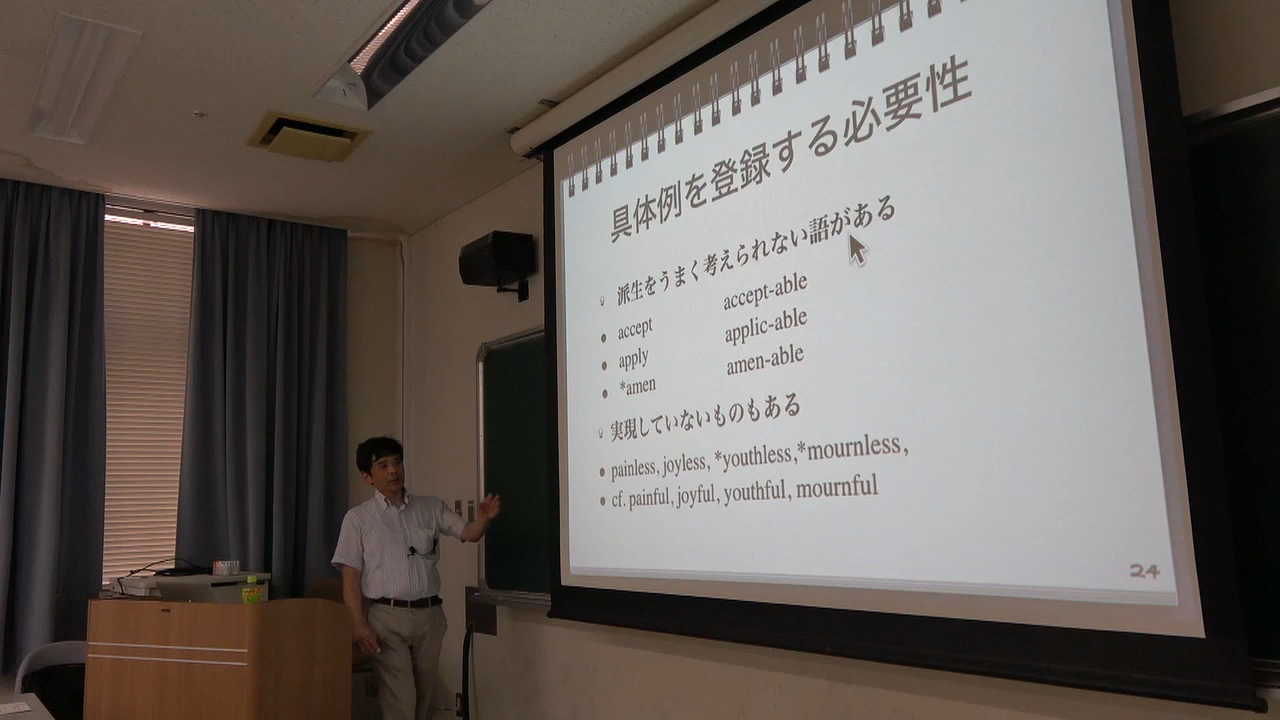 具体例を登録する必要性
派生をうまく考えられない語がある
accept accept-able
apply applic-able
*amen amen-able
実現していないものもある
painless, joyless, *youthless,*mournless,
cf. painful, joyful, youthful, mournful
24